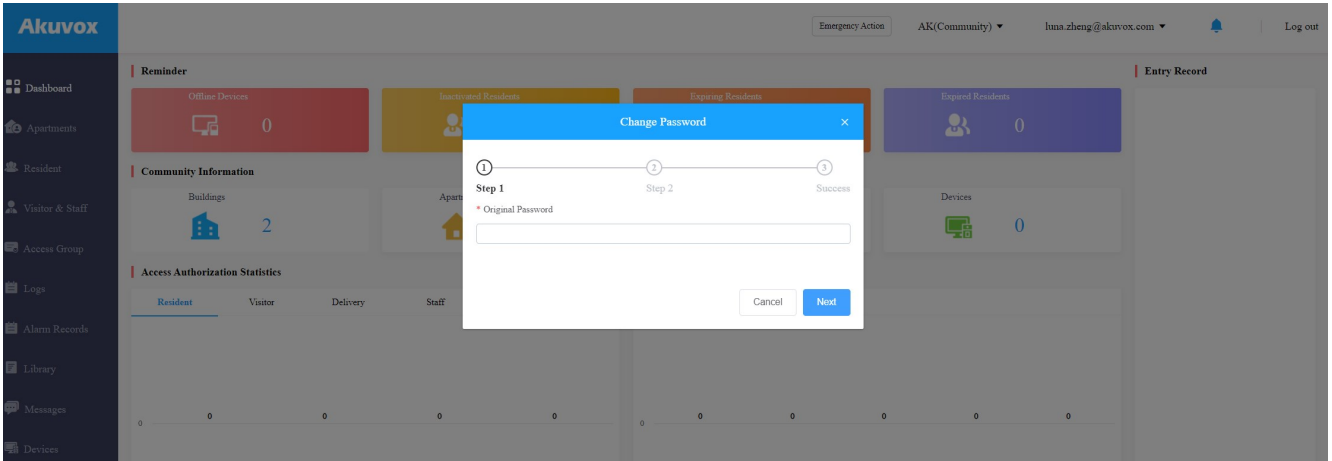 Akuvox
Emergency Action
AK(Community)
luna.zheng@akuvox.com
Log out
Dashboard
Apartments
Resident
Visitor & Staff
Access Group
Logs
Alarm Records
Library
Messages
Devices
Reminder
Offline Devices
0
Inactivated Residents
Expiring Residents
Expired Residents
0
Change Password
×
1
2
3
Step 1
Step 2
Success
* Original Password
Cancel
Next
Community Information
Buildings
2
Apart
Devices
0
Access Authorization Statistics
Resident
Visitor
Delivery
Staff
0
0
0
0
0
0
0
0
0
0
0
Entry Record